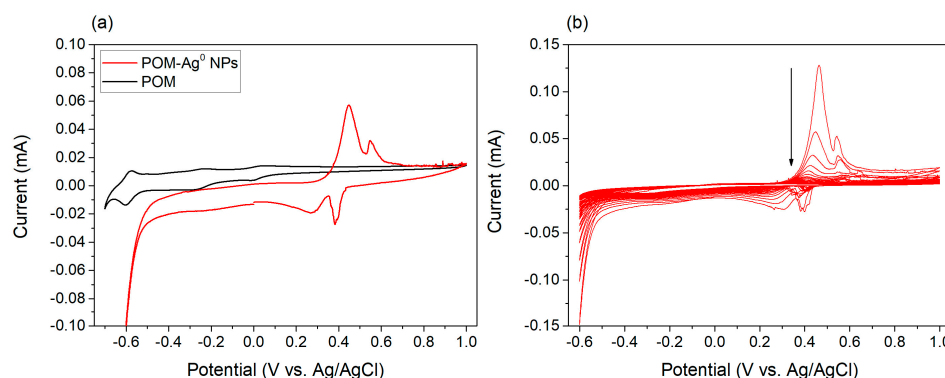 (a)
0.10
0.08
0.06
0.04
0.02
0.00
-0.02
-0.04
-0.06
-0.08
-0.10
Current (mA)
POM-Ag⁰ NPs
POM
-0.6 -0.4 -0.2 0.0 0.2 0.4 0.6 0.8 1.0
Potential (V vs. Ag/AgCl)
(b)
0.15
0.10
0.05
0.00
-0.05
-0.10
-0.15
Current (mA)
-0.6 -0.4 -0.2 0.0 0.2 0.4 0.6 0.8 1.0
Potential (V vs. Ag/AgCl)